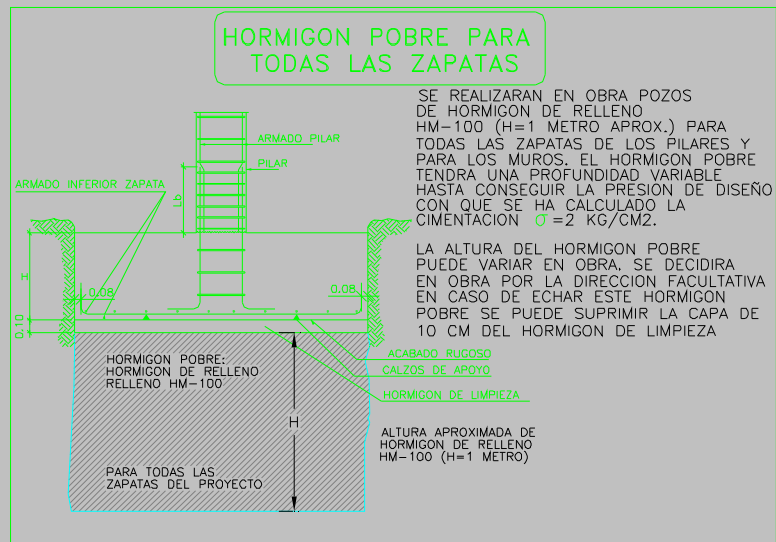 HORMIGON POBRE PARA
TODAS LAS ZAPATAS
SE REALIZARAN EN OBRA POZOS
DE HORMIGON DE RELLENO
HM-100 (H=1 METRO APROX.) PARA
TODAS LAS ZAPATAS DE LOS PILARES Y
PARA LOS MUROS. EL HORMIGON POBRE
TENDRA UNA PROFUNDIDAD VARIABLE
HASTA CONSEGUIR LA PRESION DE DISEÑO
CON QUE SE HA CALCULADO LA
CIMENTACION σ=2 KG/CM2.
LA ALTURA DEL HORMIGON POBRE
PUEDE VARIAR EN OBRA. SE DECIDIRA
EN OBRA POR LA DIRECCION FACULTATIVA
EN CASO DE ECHAR ESTE HORMIGON
POBRE SE PUEDE SUPRIMIR LA CAPA DE
10 CM DEL HORMIGON DE LIMPIEZA
ARMADO PILAR
PILAR
ARMADO INFERIOR ZAPATA
Lb
H
0.08
0.08
0.10
ACABADO RUGOSO
CALZOS DE APOYO
HORMIGON DE LIMPIEZA
HORMIGON POBRE:
HORMIGON DE RELLENO
RELLENO HM-100
H
ALTURA APROXIMADA DE
HORMIGON DE RELLENO
HM-100 (H=1 METRO)
PARA TODAS LAS
ZAPATAS DEL PROYECTO